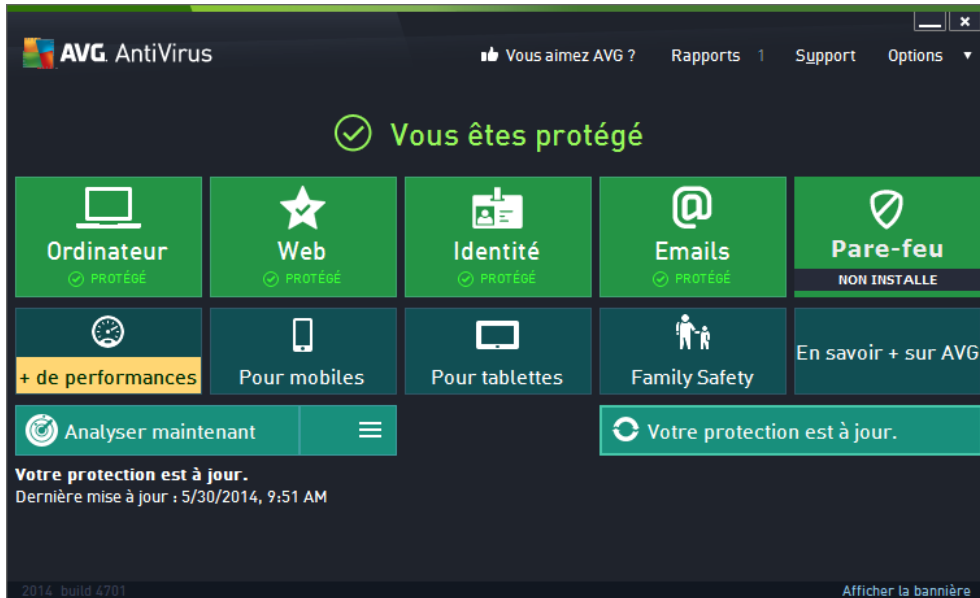 AVG. AntiVirus
Vous aimez AVG ?
Rapports 1
Support
Options
Vous êtes protégé
Ordinateur
PROTÉGÉ
Web
PROTÉGÉ
Identité
PROTÉGÉ
Emails
PROTÉGÉ
Pare-feu
NON INSTALLE
+ de performances
Pour mobiles
Pour tablettes
Family Safety
En savoir + sur AVG
Analyser maintenant
Votre protection est à jour.
Votre protection est à jour.
Dernière mise à jour : 5/30/2014, 9:51 AM
2014 build 4701
Afficher la bannière